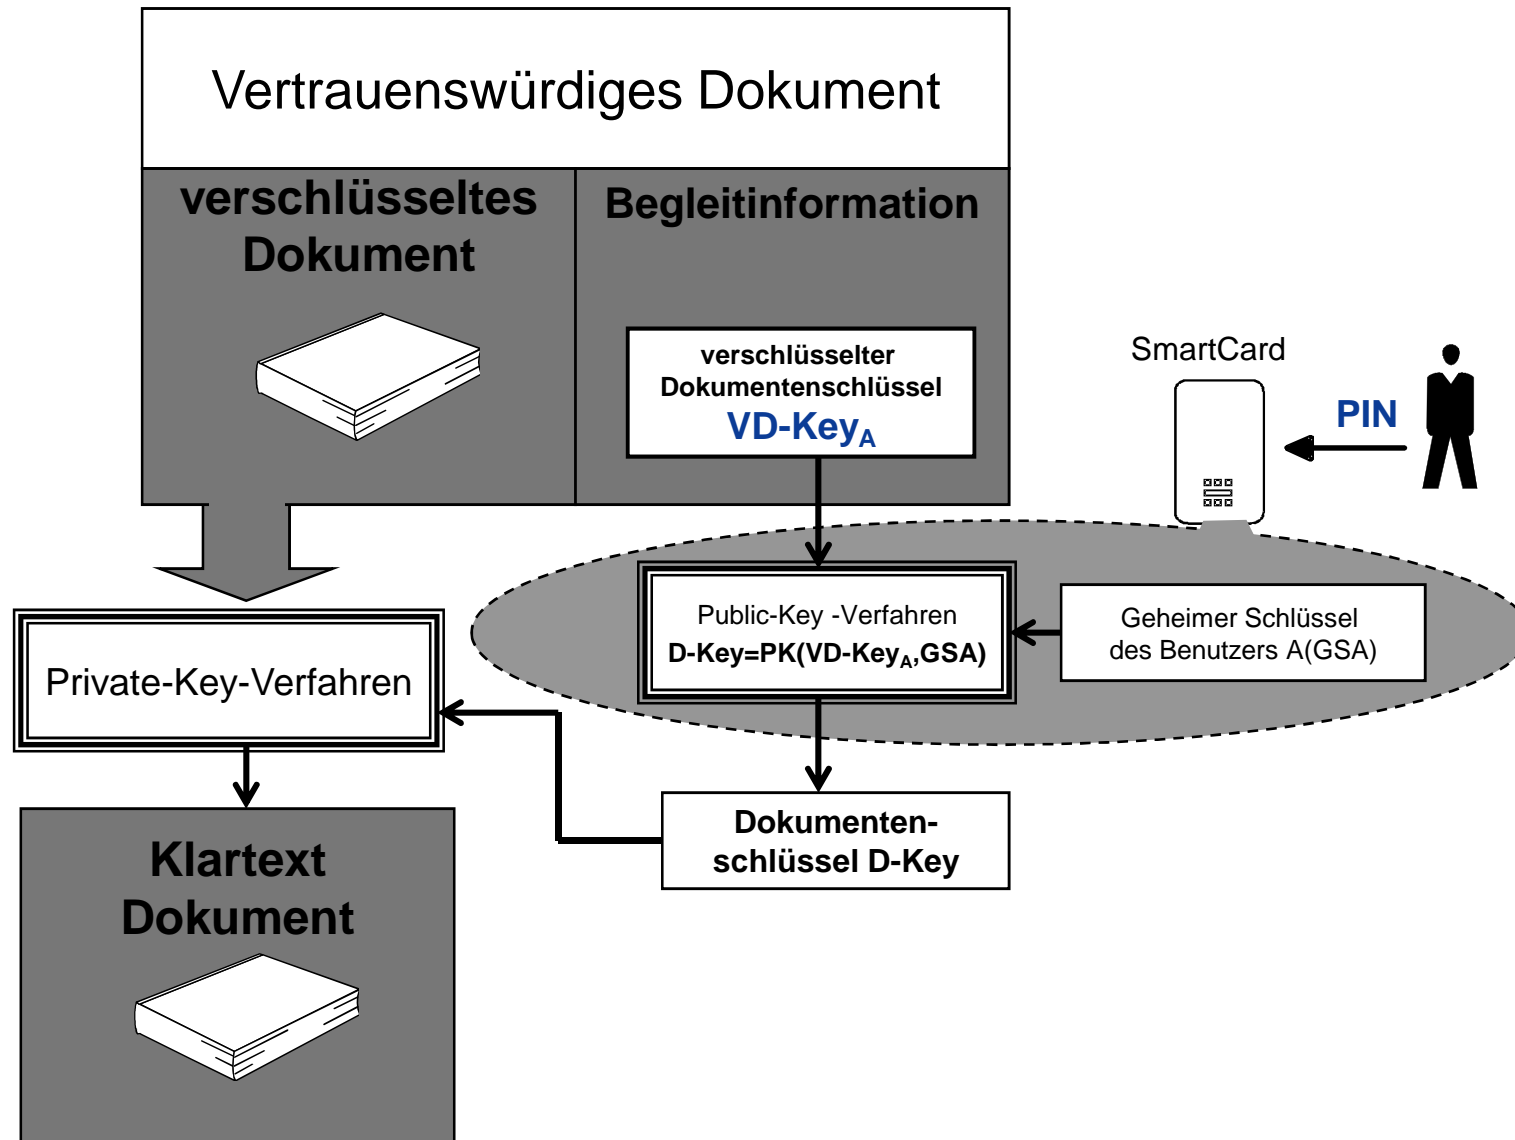 Vertrauenswürdiges Dokument
verschlüsseltes
Dokument
Begleitinformation
verschlüsselter
Dokumentenschlüssel
VD-KeyA
SmartCard
PIN
Public-Key -Verfahren
D-Key=PK(VD-KeyA,GSA)
Geheimer Schlüssel
des Benutzers A(GSA)
Private-Key-Verfahren
Dokumenten-
schlüssel D-Key
Klartext
Dokument